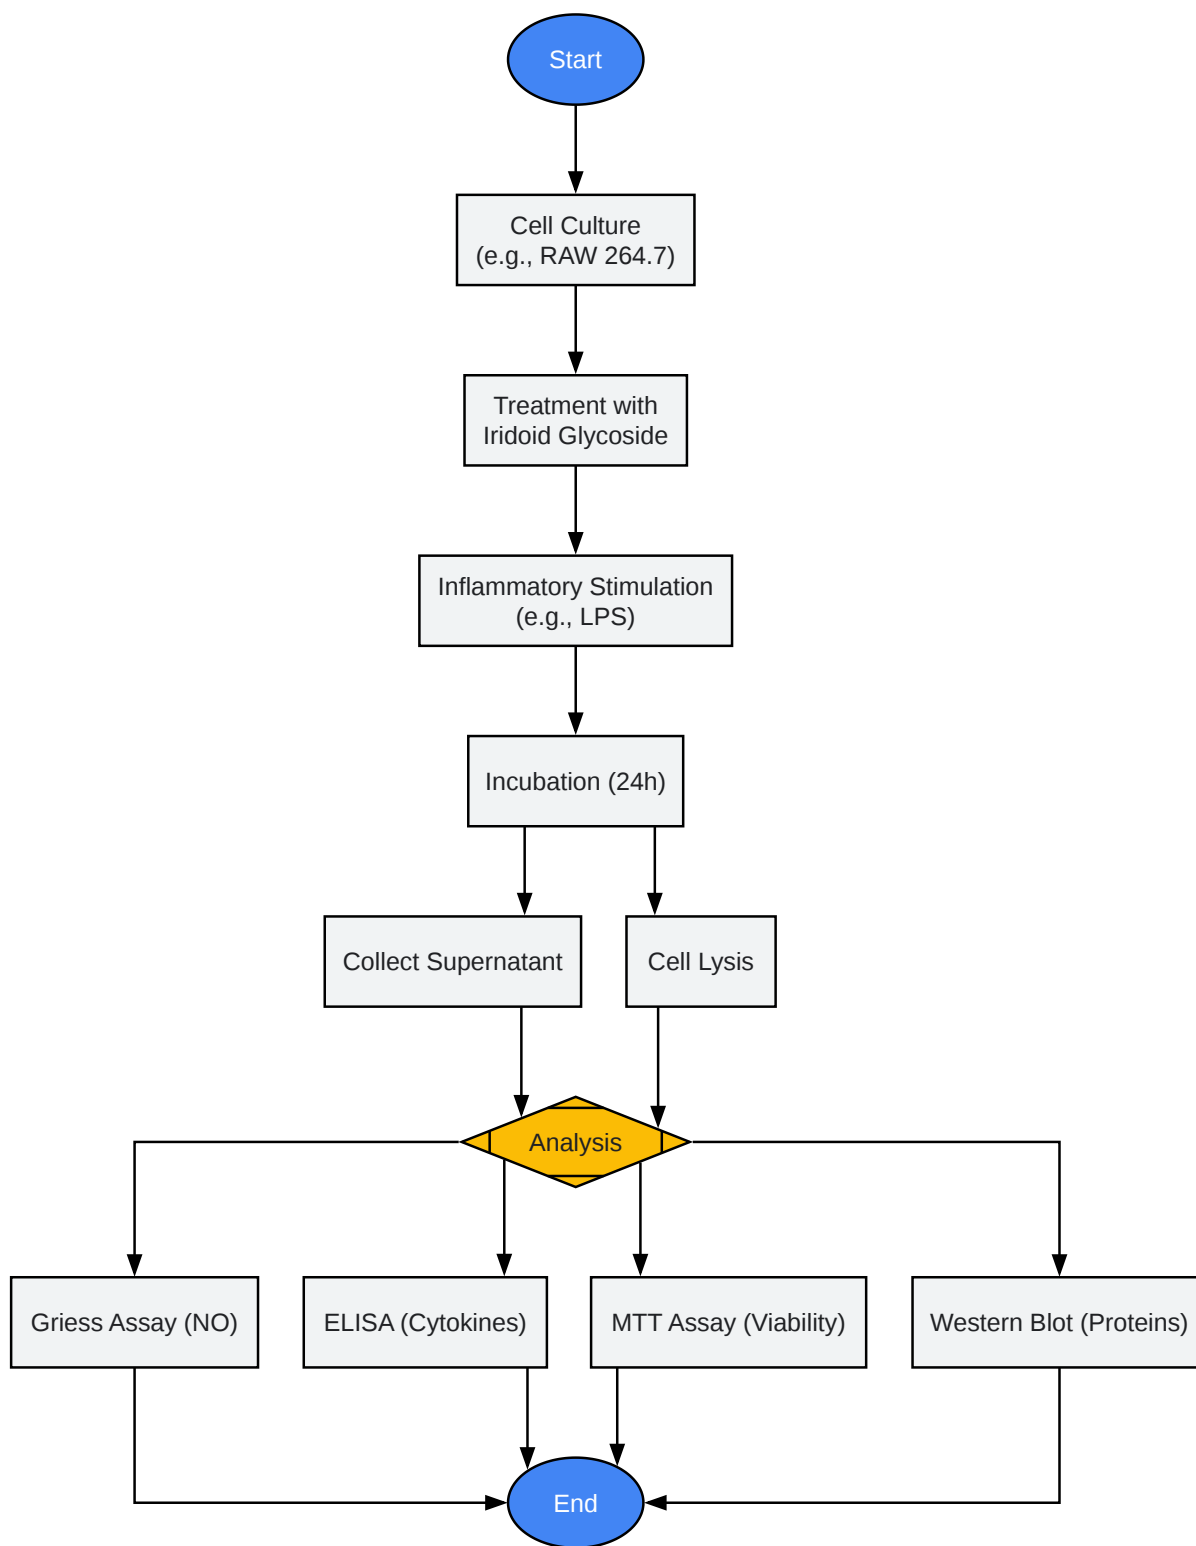 Start
Cell Culture
(e.g., RAW 264.7)
Treatment with
Iridoid Glycoside
Inflammatory Stimulation
(e.g., LPS)
Incubation (24h)
Collect Supernatant
Cell Lysis
Analysis
Griess Assay (NO)
ELISA (Cytokines)
MTT Assay (Viability)
Western Blot (Proteins)
End